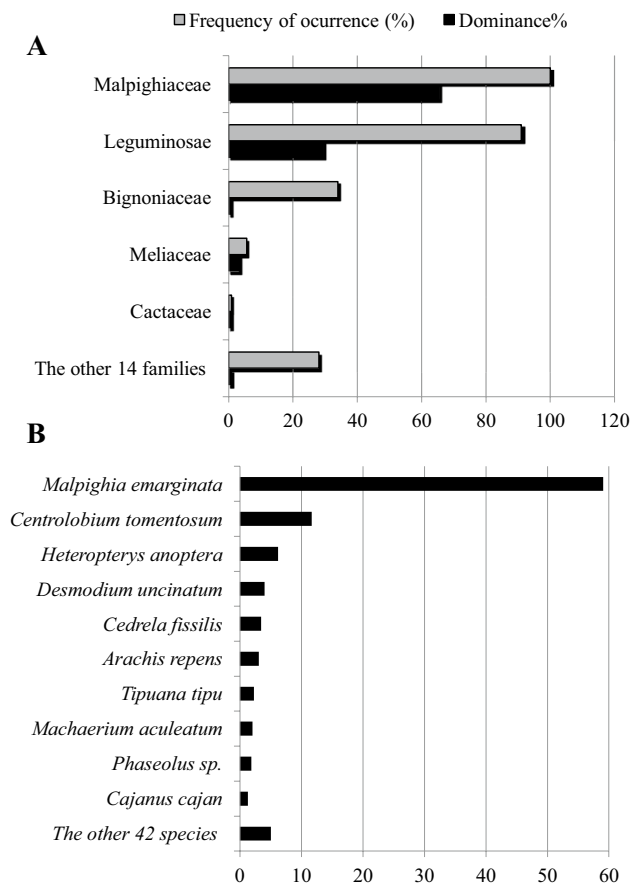 Frequency of ocurrence (%) Dominance%
A
Malpighiaceae
Leguminosae
Bignoniaceae
Meliaceae
Cactaceae
The other 14 families
0 20 40 60 80 100 120
B
Malpighia emarginata
Centrolobium tomentosum
Heteropterys anoptera
Desmodium uncinatum
Cedrela fissilis
Arachis repens
Tipuana tipu
Machaerium aculeatum
Phaseolus sp.
Cajanus cajan
The other 42 species
0 10 20 30 40 50 60